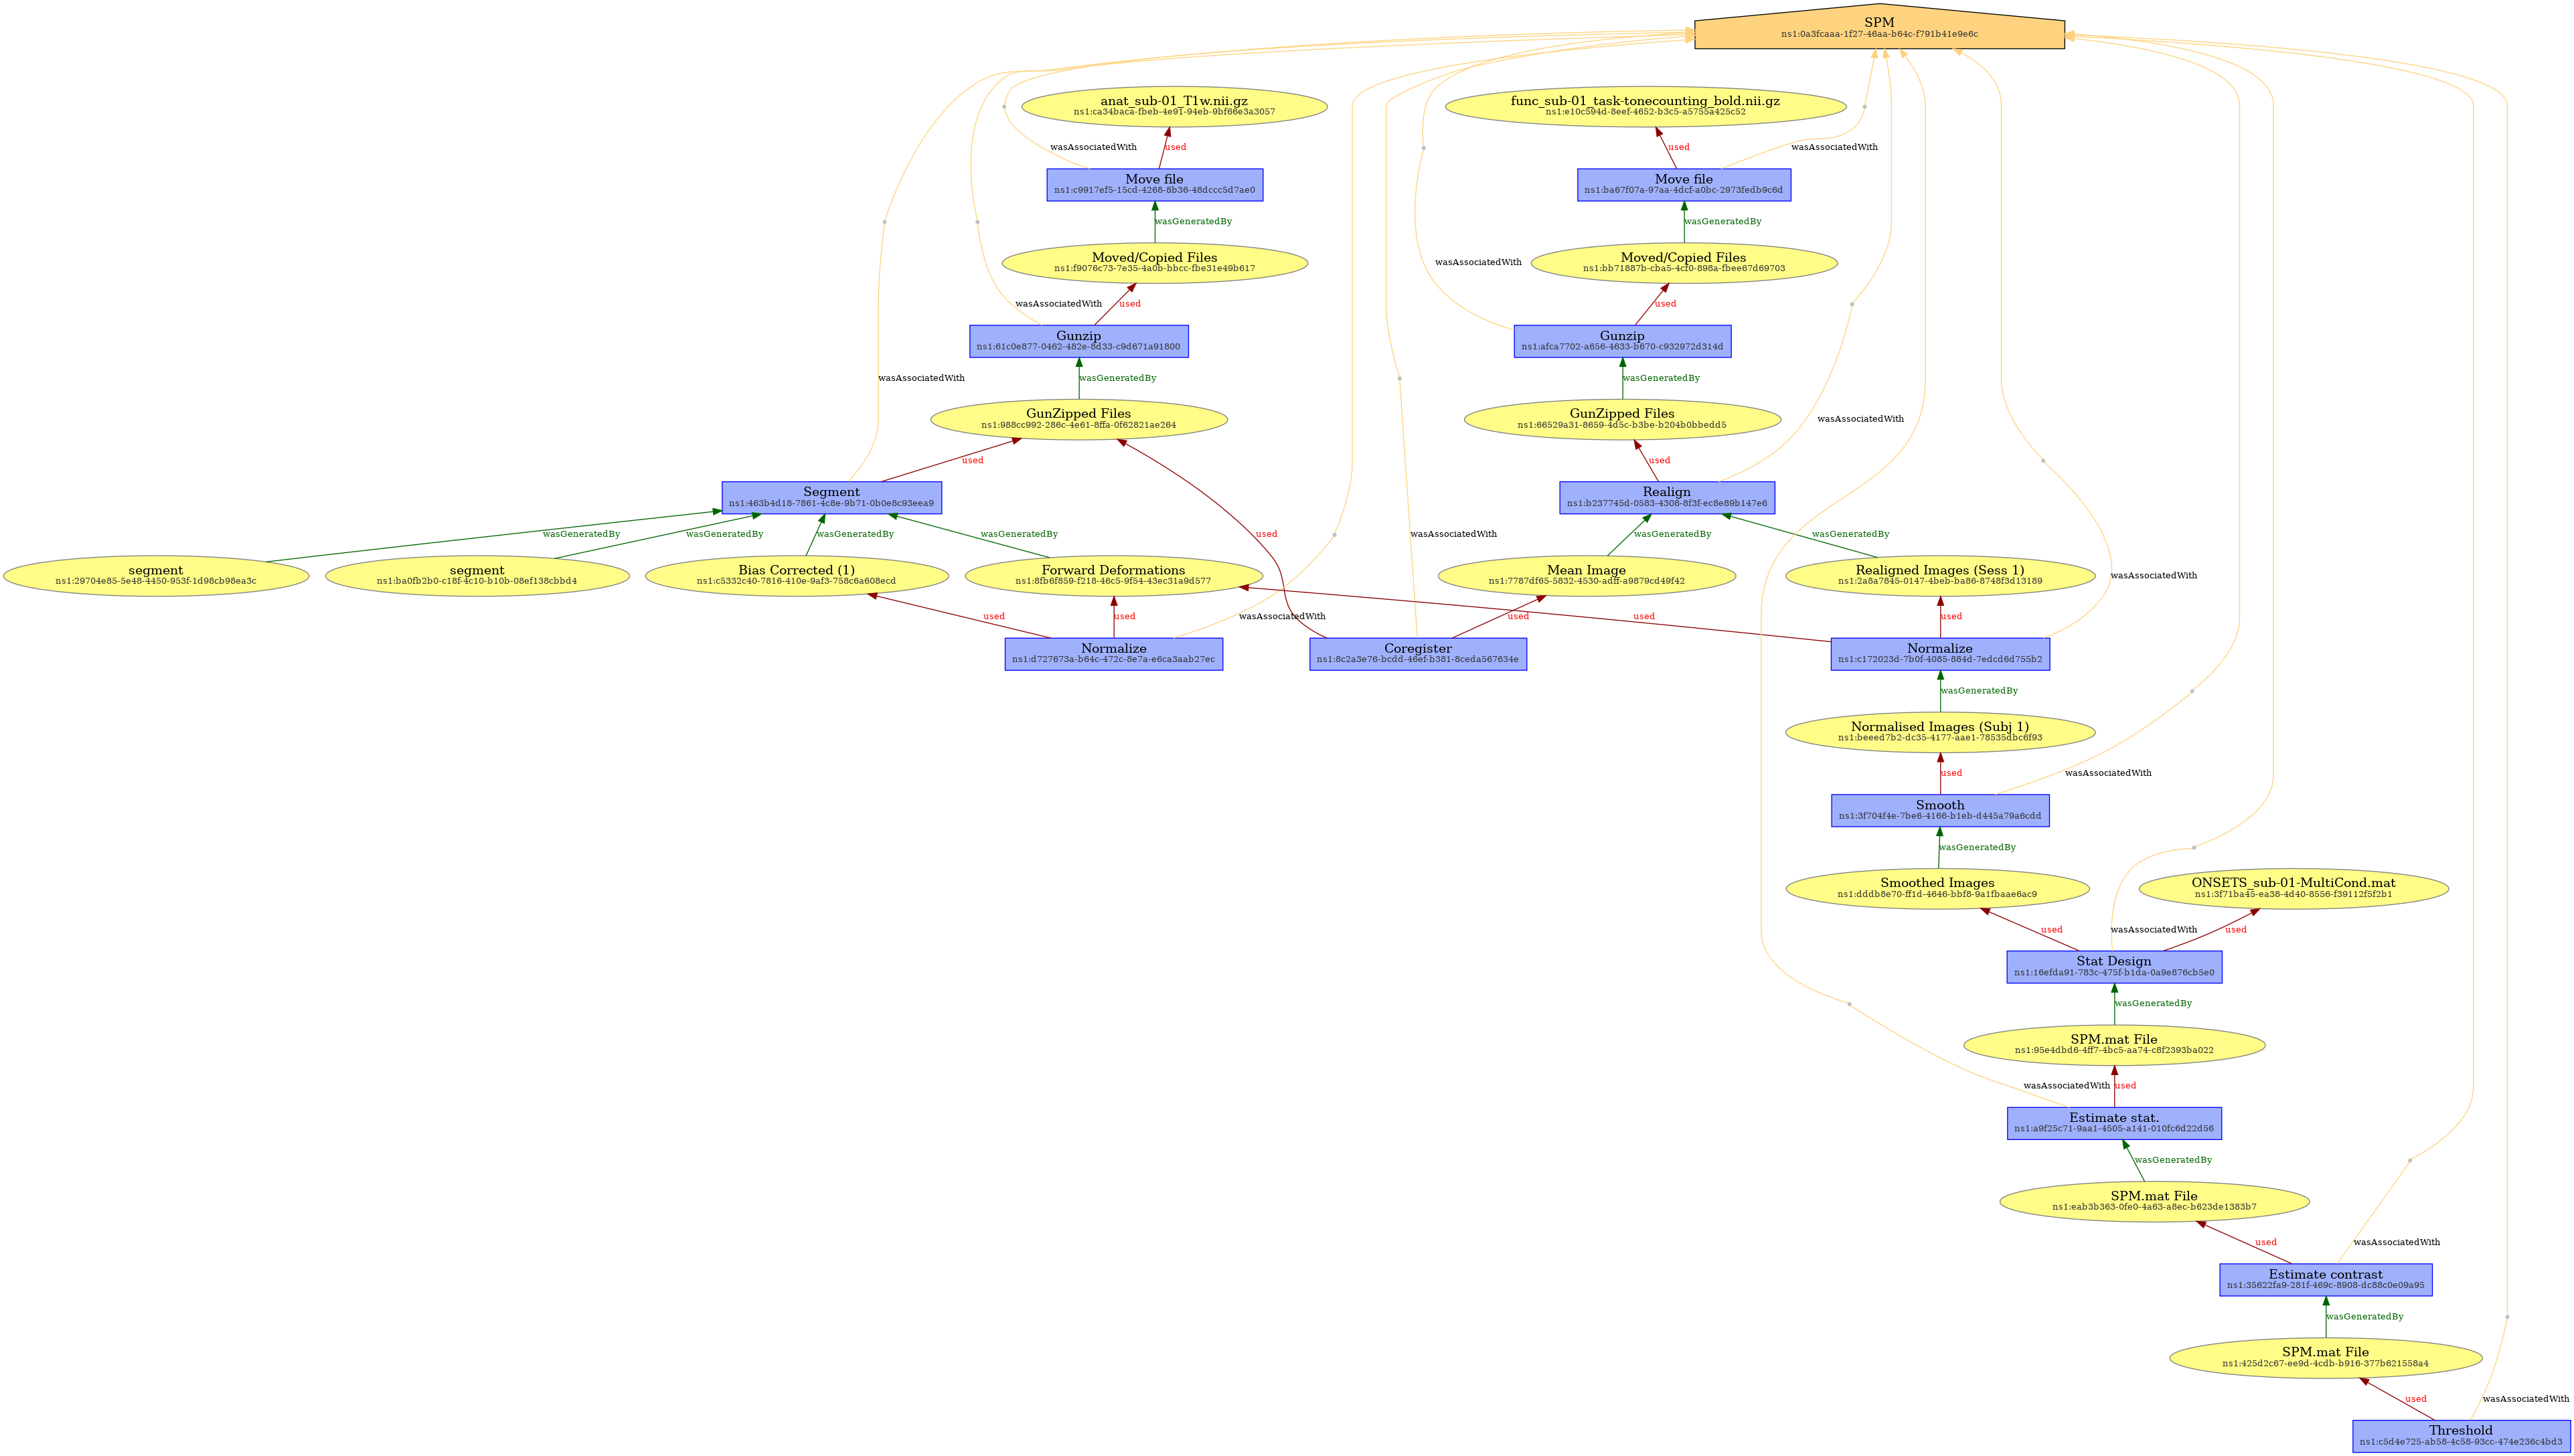 SPM
ns1:0a3fcaaa-1f27-46aa-b64c-f791b41e9e6c
anat_sub-01_T1w.nii.gz
ns1:ca34baca-fbeb-4e91-94eb-9bf66e3a3057
func_sub-01_task-tonecounting_bold.nii.gz
ns1:e10c594d-8eef-4652-b3c5-a5755a425c52
wasAssociatedWith
used
used
wasAssociatedWith
Move file
ns1:c9917ef5-15cd-4268-8b36-48dccc5d7ae0
Move file
ns1:ba67f07a-97aa-4dcf-a0bc-2973fedb9c6d
wasGeneratedBy
wasGeneratedBy
Moved/Copied Files
ns1:f9076c73-7e35-4a0b-bbcc-fbe31e49b617
wasAssociatedWith
Moved/Copied Files
ns1:bb71887b-cba5-4cf0-898a-fbee67d69703
wasAssociatedWith
used
used
Gunzip
ns1:61c0e877-0462-482e-8d33-c9d671a91800
Gunzip
ns1:afca7702-a656-4633-b670-c932972d314d
wasAssociatedWith
wasGeneratedBy
wasGeneratedBy
GunZipped Files
ns1:988cc992-286c-4e61-8ffa-0f62821ae264
GunZipped Files
ns1:66529a31-8659-4d5c-b3be-b204b0bbedd5
wasAssociatedWith
used
used
Segment
ns1:463b4d18-7861-4c8e-9b71-0b0e8c93eea9
Realign
ns1:b237745d-0583-4308-8f3f-ec8e89b147e6
wasGeneratedBy
wasGeneratedBy
wasGeneratedBy
wasGeneratedBy
used
wasAssociatedWith
wasGeneratedBy
wasGeneratedBy
segment
ns1:29704e85-5e48-4450-953f-1d98cb98ea3c
segment
ns1:ba0fb2b0-c18f-4c10-b10b-08ef138cbbd4
Bias Corrected (1)
ns1:c5332c40-7816-410e-9af3-758c6a608ecd
Forward Deformations
ns1:8fb6f859-f218-46c5-9f54-43ec31a9d577
Mean Image
ns1:7787df65-5832-4530-adff-a9879cd49f42
Realigned Images (Sess 1)
ns1:2a8a7845-0147-4beb-ba86-8748f3d13189
wasAssociatedWith
used
used
wasAssociatedWith
used
used
used
Normalize
ns1:d727673a-b64c-472c-8e7a-e6ca3aab27ec
Coregister
ns1:8c2a3e76-bcdd-46ef-b381-8ceda567634e
Normalize
ns1:c172023d-7b0f-4085-884d-7edcd6d755b2
wasGeneratedBy
Normalised Images (Subj 1)
ns1:beeed7b2-dc35-4177-aae1-78535dbc6f93
used
wasAssociatedWith
Smooth
ns1:3f704f4e-7be6-4166-b1eb-d445a79a6cdd
wasGeneratedBy
Smoothed Images
ns1:dddb8e70-ff1d-4646-bbf8-9a1fbaae6ac9
ONSETS_sub-01-MultiCond.mat
ns1:3f71ba45-ea38-4d40-8556-f39112f5f2b1
used
wasAssociatedWith
used
Stat Design
ns1:16efda91-783c-475f-b1da-0a9e876cb5e0
wasGeneratedBy
SPM.mat File
ns1:95e4dbd6-4ff7-4bc5-aa74-c8f2393ba022
wasAssociatedWith
used
Estimate stat.
ns1:a9f25c71-9aa1-4505-a141-010fc6d22d56
wasGeneratedBy
SPM.mat File
ns1:eab3b363-0fe0-4a63-a8ec-b623de1383b7
used
wasAssociatedWith
Estimate contrast
ns1:35622fa9-281f-469c-8908-dc88c0e09a95
wasGeneratedBy
SPM.mat File
ns1:425d2c67-ee9d-4cdb-b916-377b621558a4
used
wasAssociatedWith
Threshold
ns1:c5d4e725-ab58-4c58-93cc-474e236c4bd3